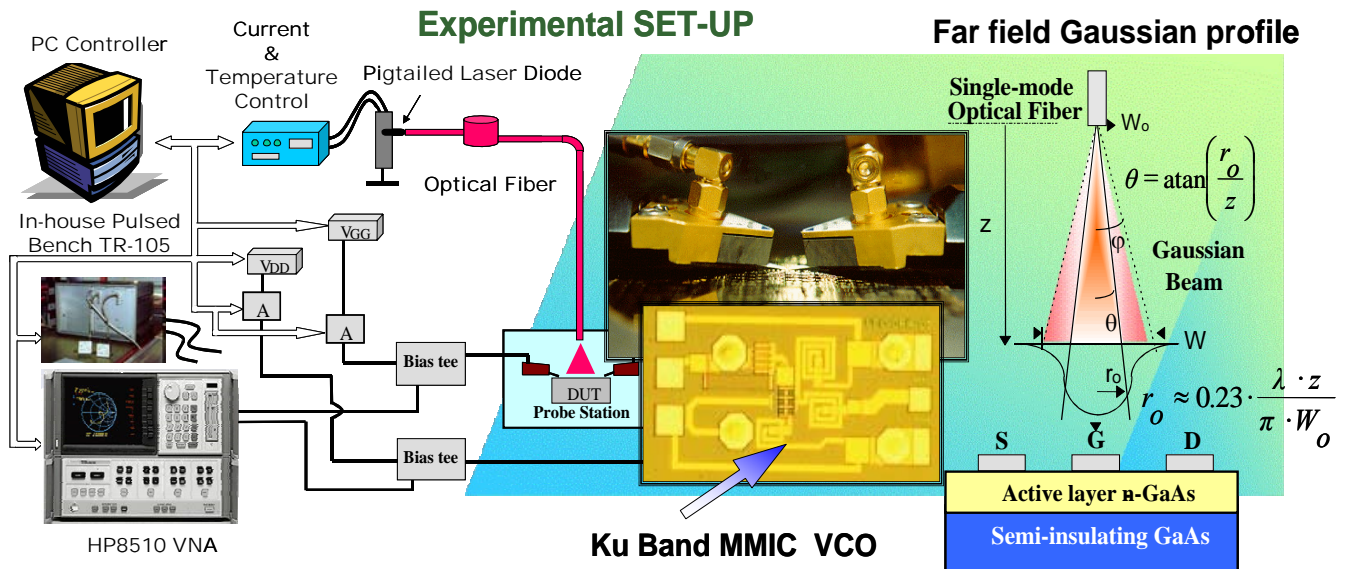 Experimental SET-UP
Far field Gaussian profile
PC Controller
Current
&
Temperature
Control
Pigtailed Laser Diode
Optical Fiber
In-house Pulsed
Bench TR-105
VGG
VDD
A
A
Bias tee
Bias tee
DUT
Probe Station
HP8510 VNA
Ku Band MMIC VCO
Single-mode
Optical Fiber
Wo
θ = atan(ro/z)
z
φ
Gaussian
Beam
θ
W
ro
ro ≈ 0.23 · λ · z / π · Wo
S G D
Active layer n-GaAs
Semi-insulating GaAs